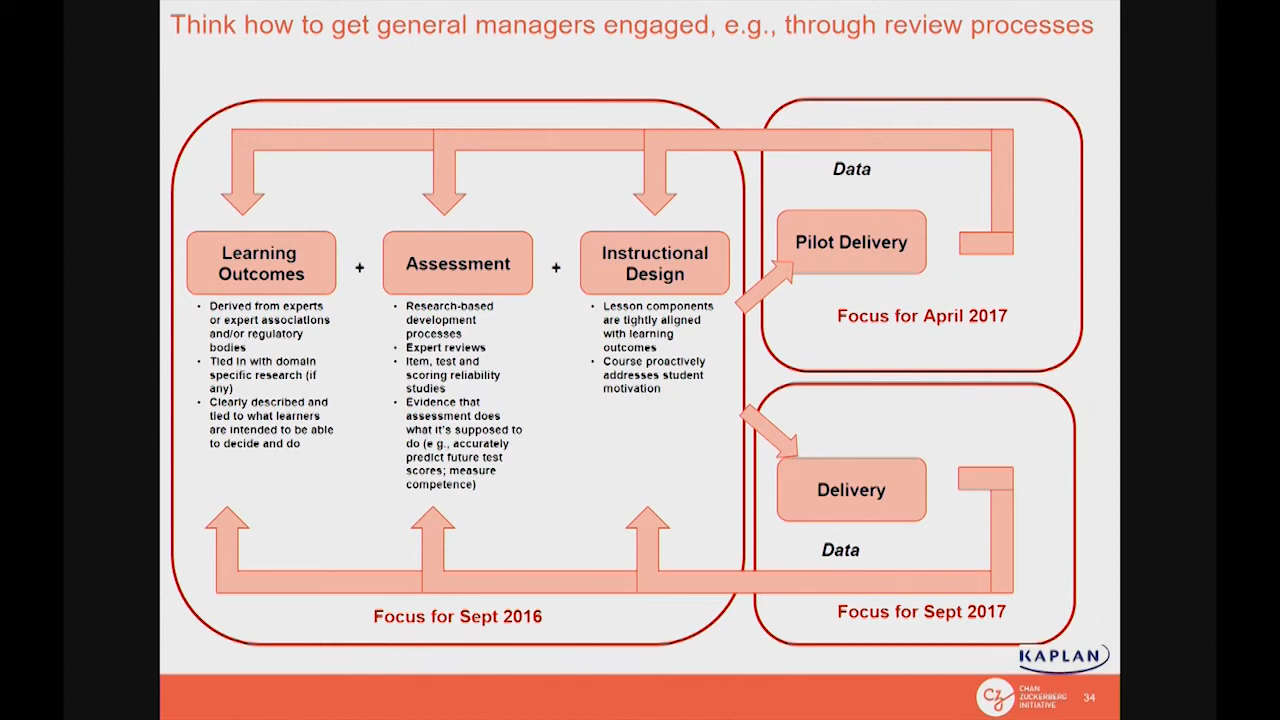 Think how to get general managers engaged, e.g., through review processes
Data
Pilot Delivery
Focus for April 2017
Learning
Outcomes
+
Assessment
+
Instructional
Design
• Derived from experts
or expert associations
and/or regulatory
bodies
• Tied in with domain
specific research (if
any)
• Clearly described and
tied to what learners
are intended to be able
to decide and do
• Research-based
development
processes
• Expert reviews
• Item, test and
scoring reliability
studies
• Evidence that
assessment does
what it's supposed to
do (e g., accurately
predict future test
scores; measure
competence)
• Lesson components
are tightly aligned
with learning
outcomes
• Course proactively
addresses student
motivation
Delivery
Data
Focus for Sept 2016
Focus for Sept 2017
KAPLAN
CZ
CHAN
ZUCKERBERG
INITIATIVE
34